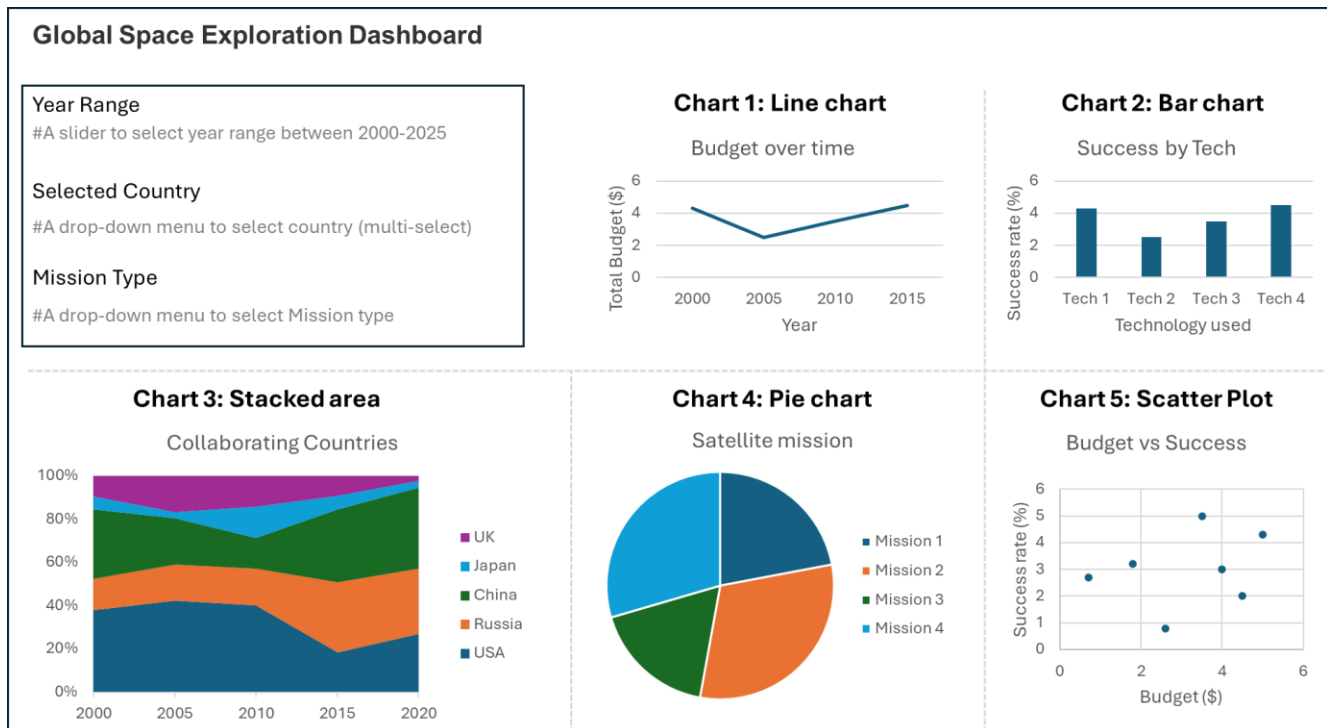 Global Space Exploration Dashboard
Year Range
#A slider to select year range between 2000-2025
Selected Country
#A drop-down menu to select country (multi-select)
Mission Type
#A drop-down menu to select Mission type
Chart 1: Line chart
Budget over time
Total Budget ($)
6
4
2
0
2000 2005 2010 2015
Year
Chart 2: Bar chart
Success by Tech
Success rate (%)
6
4
2
0
Tech 1 Tech 2 Tech 3 Tech 4
Technology used
Chart 3: Stacked area
Collaborating Countries
100%
80%
60%
40%
20%
0%
2000 2005 2010 2015 2020
UK
Japan
China
Russia
USA
Chart 4: Pie chart
Satellite mission
Mission 1
Mission 2
Mission 3
Mission 4
Chart 5: Scatter Plot
Budget vs Success
Success rate (%)
6
5
4
3
2
1
0
0 2 4 6
Budget ($)